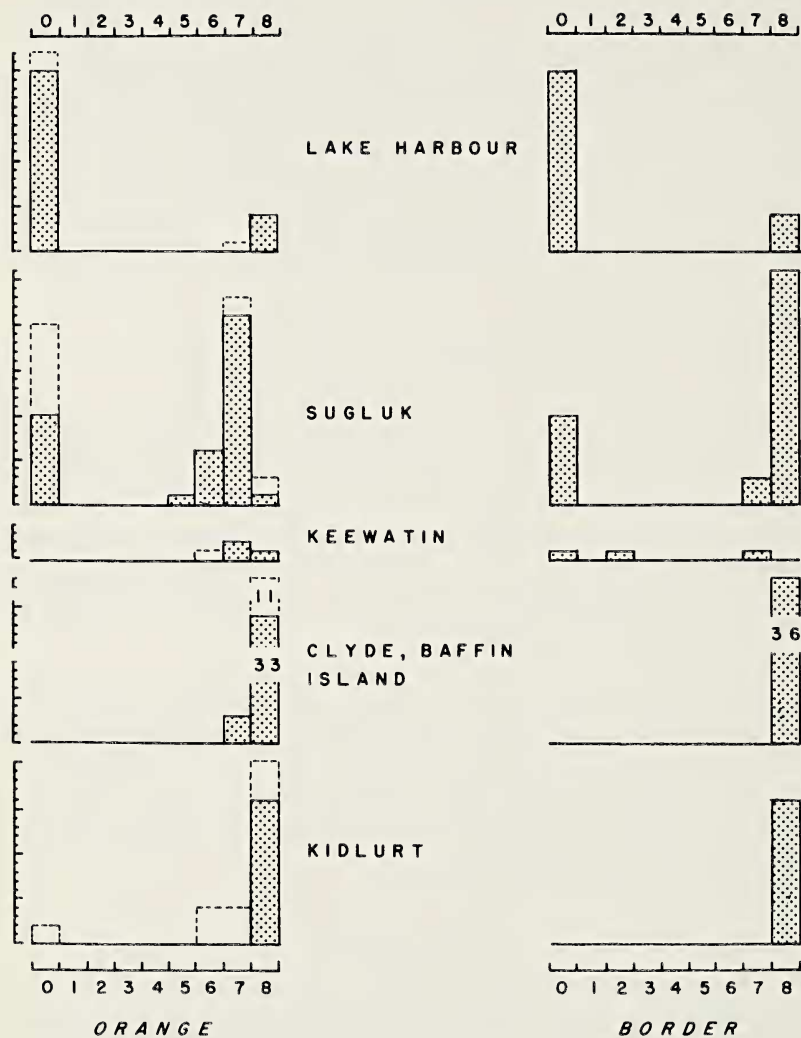 0 1 2 3 4 5 6 7 8
0 1 2 3 4 5 6 7 8
LAKE HARBOUR
SUGLUK
KEEWATIN
11
33
CLYDE, BAFFIN
ISLAND
36
KIDLURT
0 1 2 3 4 5 6 7 8
0 1 2 3 4 5 6 7 8
ORANGE
BORDER